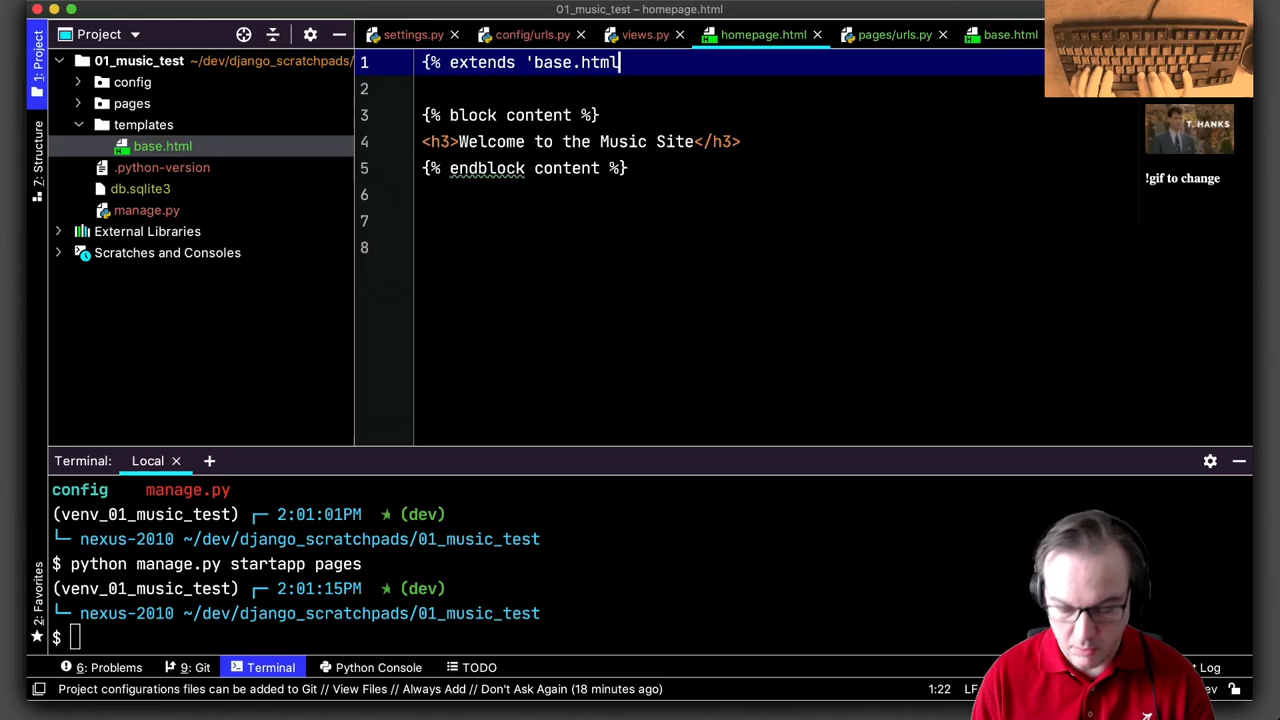 01_music_test – homepage.html
1: Project
Project
settings.py
config/urls.py
views.py
homepage.html
pages/urls.py
base.html
01_music_test ~/dev/django_scratchpads/
config
pages
templates
base.html
.python-version
db.sqlite3
manage.py
External Libraries
Scratches and Consoles
7: Structure
2: Favorites
1 {% extends 'base.html
2
3 {% block content %}
4 <h3>Welcome to the Music Site</h3>
5 {% endblock content %}
6
7
8
T. HANKS
!gif to change
Terminal: Local +
config manage.py
(venv_01_music_test) ┌─ 2:01:01PM ★ (dev)
└─ nexus-2010 ~/dev/django_scratchpads/01_music_test
$ python manage.py startapp pages
(venv_01_music_test) ┌─ 2:01:15PM ★ (dev)
└─ nexus-2010 ~/dev/django_scratchpads/01_music_test
$
6: Problems
9: Git
Terminal
Python Console
TODO
Log
Project configurations files can be added to Git // View Files // Always Add // Don't Ask Again (18 minutes ago)
1:22